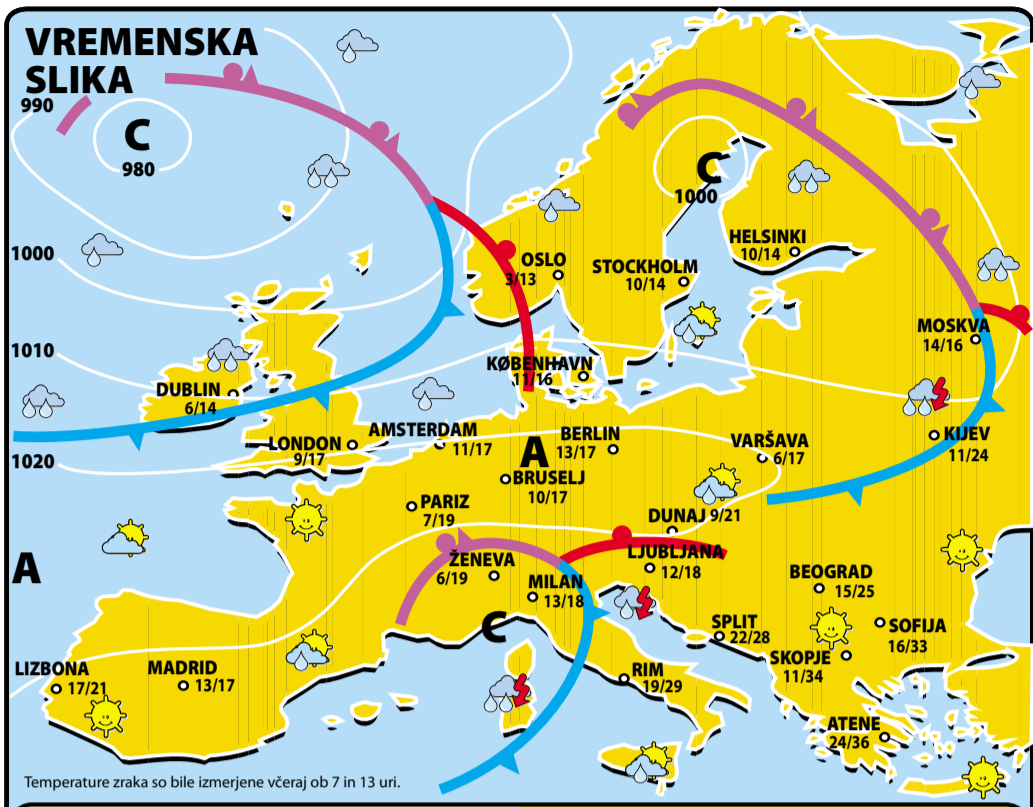 VREMENSKA
SLIKA
990
C
980
C
1000
1000
HELSINKI
10/14
OSLO
3/13
STOCKHOLM
10/14
MOSKVA
14/16
1010
KØBENHAVN
11/16
DUBLIN
6/14
LONDON
9/17
AMSTERDAM
11/17
BERLIN
13/17
A
VARŠAVA
6/17
KIJEV
11/24
1020
BRUSELJ
10/17
PARIZ
7/19
DUNAJ 9/21
A
ŽENEVA
6/19
LJUBLJANA
12/18
MILAN
13/18
BEOGRAD
15/25
C
SPLIT
22/28
SOFIJA
16/33
SKOPJE
11/34
LIZBONA
17/21
MADRID
13/17
RIM
19/29
ATENE
24/36
Temperature zraka so bile izmerjene včeraj ob 7 in 13 uri.